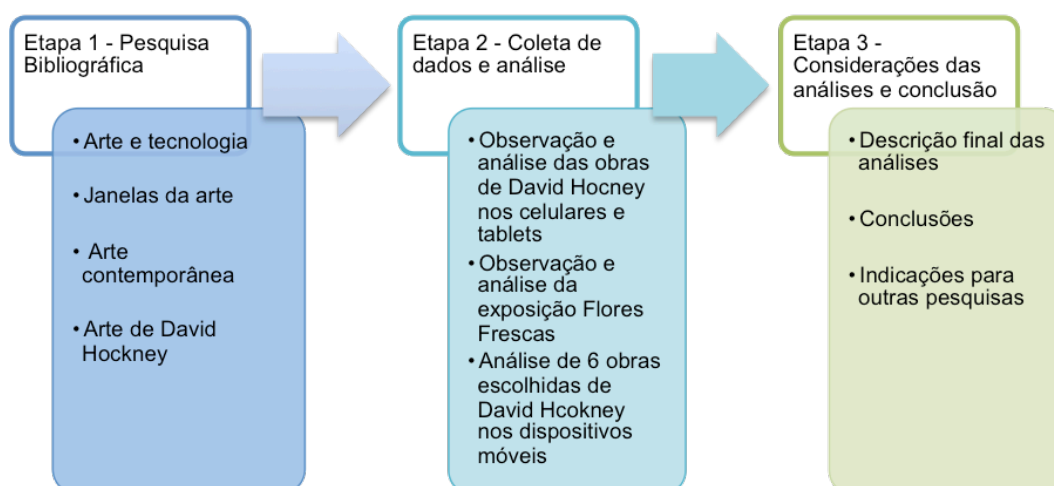 Etapa 1 - Pesquisa
Bibliográfica
• Arte e tecnologia
• Janelas da arte
• Arte
contemporânea
• Arte de David
Hockney
Etapa 2 - Coleta de
dados e análise
• Observação e
análise das obras
de David Hocney
nos celulares e
tablets
• Observação e
análise da
exposição Flores
Frescas
• Análise de 6 obras
escolhidas de
David Hcokney
nos dispositivos
móveis
Etapa 3 -
Considerações das
análises e conclusão
• Descrição final das
análises
• Conclusões
• Indicações para
outras pesquisas